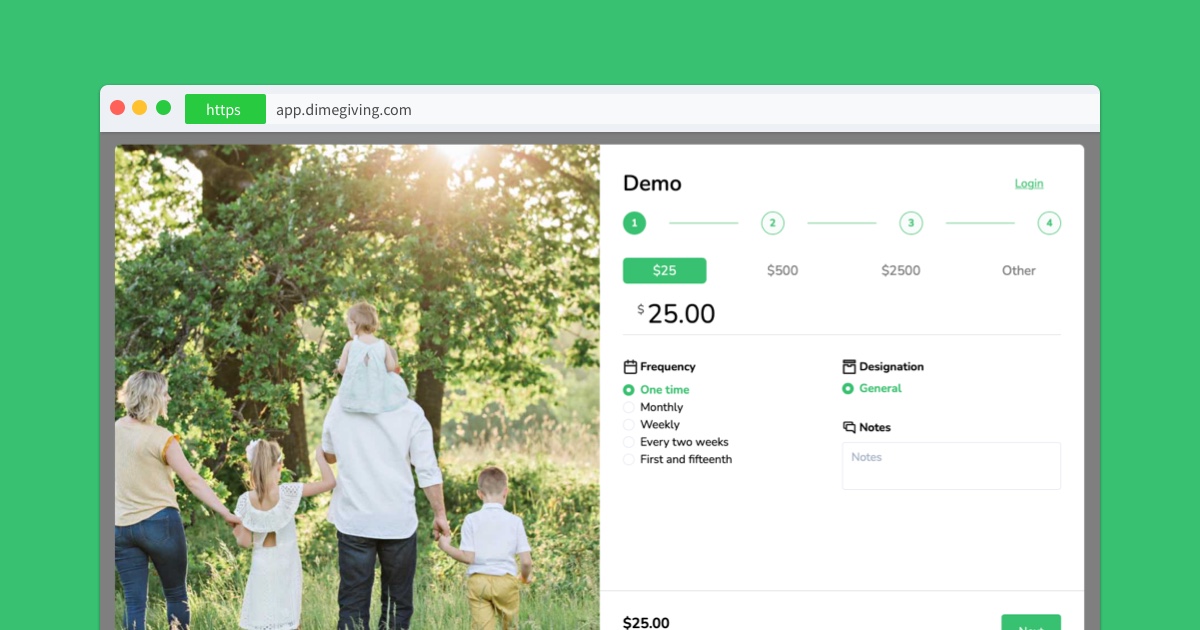 https app.dimegiving.com
Demo Login
1 2 3 4
$25 $500 $2500 Other
$ 25.00
Frequency
One time
Monthly
Weekly
Every two weeks
First and fifteenth
Designation
General
Notes
Notes
$25.00
Next